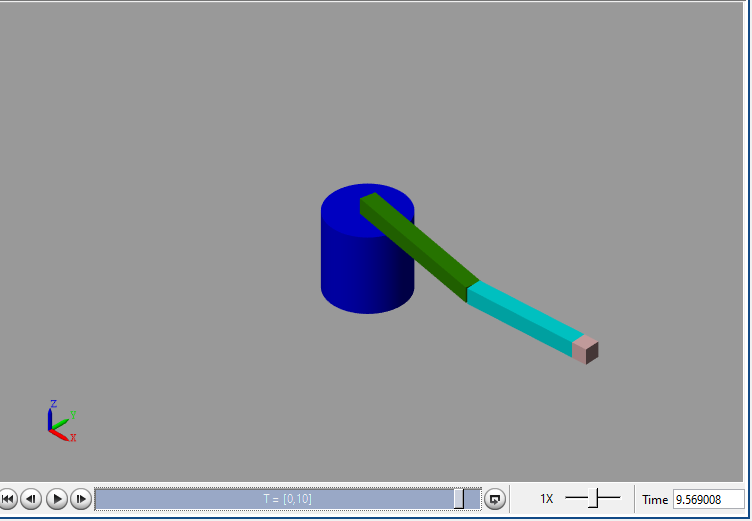 Z
Y
X
T = [0,10]
1X
Time 9.569008